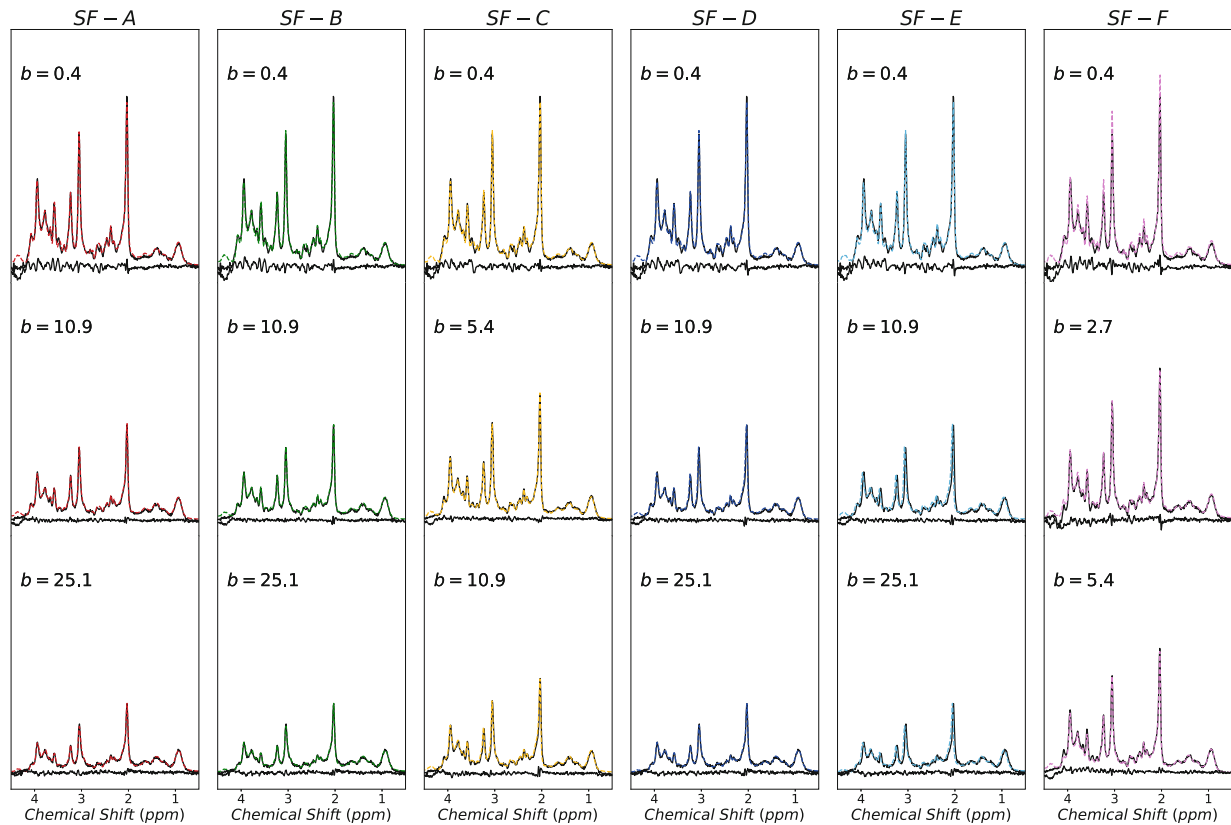 SF − A SF − B SF − C SF − D SF − E SF − F
b = 0.4 b = 0.4 b = 0.4 b = 0.4 b = 0.4 b = 0.4
b = 10.9 b = 10.9 b = 5.4 b = 10.9 b = 10.9 b = 2.7
b = 25.1 b = 25.1 b = 10.9 b = 25.1 b = 25.1 b = 5.4
4 3 2 1 4 3 2 1 4 3 2 1 4 3 2 1 4 3 2 1 4 3 2 1
Chemical Shift (ppm) Chemical Shift (ppm) Chemical Shift (ppm) Chemical Shift (ppm) Chemical Shift (ppm) Chemical Shift (ppm)